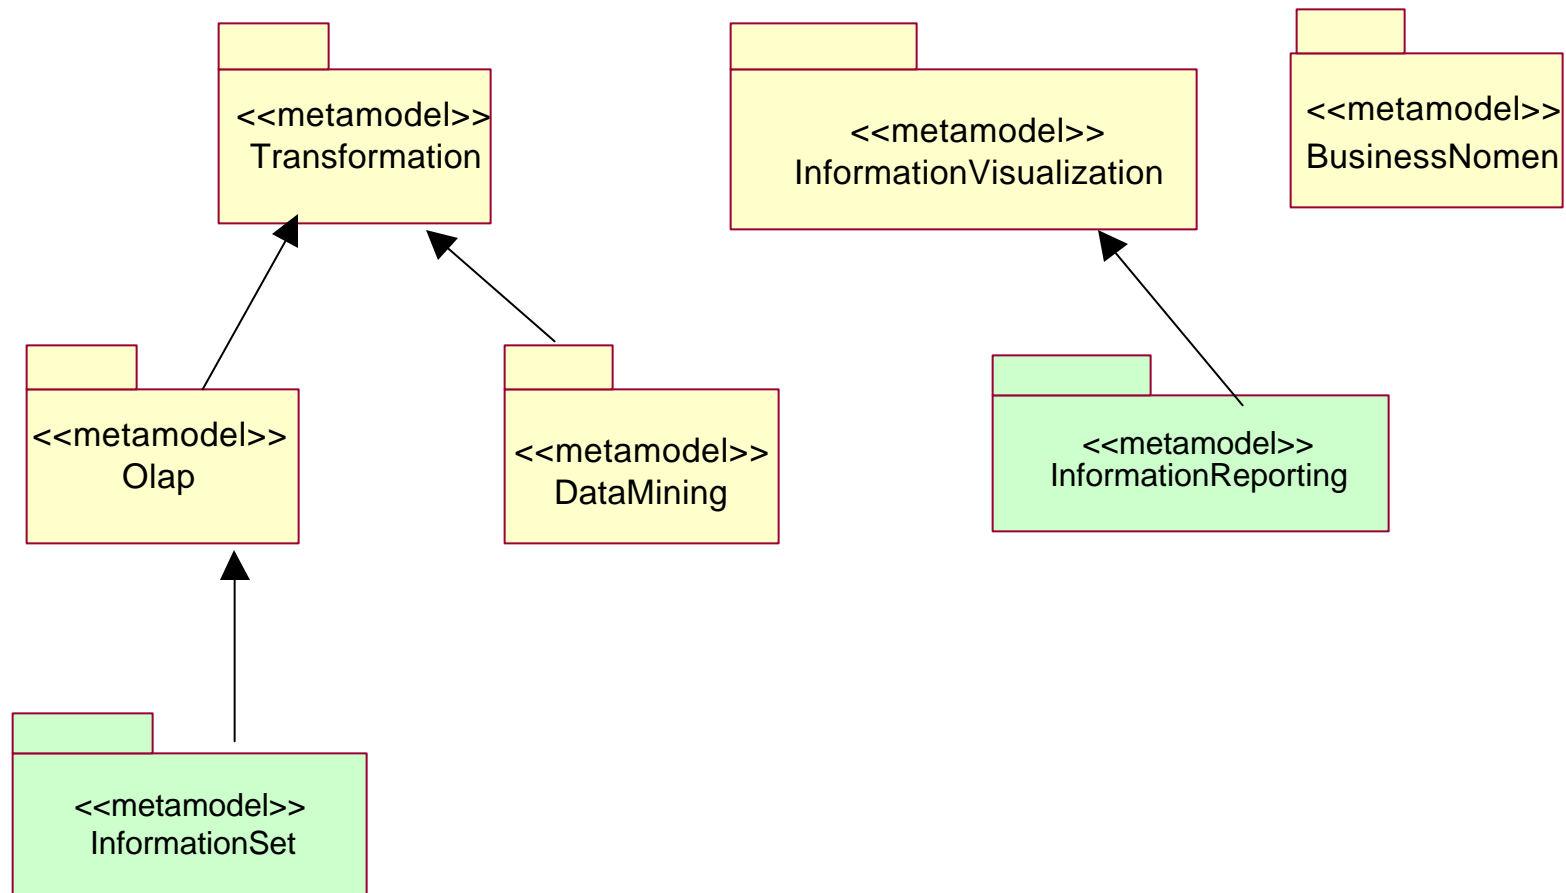 <<metamodel>>
Transformation
<<metamodel>>
InformationVisualization
<<metamodel>>
BusinessNomen
<<metamodel>>
Olap
<<metamodel>>
DataMining
<<metamodel>>
InformationReporting
<<metamodel>>
InformationSet